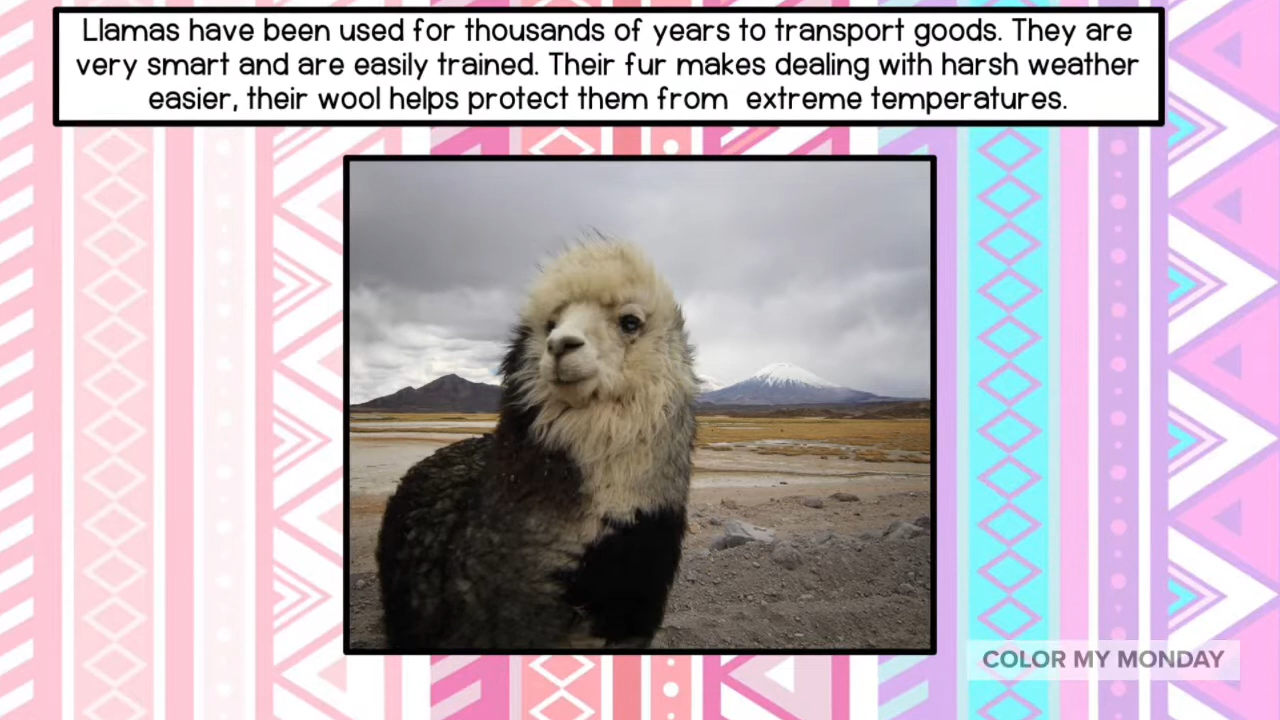 Llamas have been used for thousands of years to transport goods. They are
very smart and are easily trained. Their fur makes dealing with harsh weather
easier, their wool helps protect them from  extreme temperatures.
COLOR MY MONDAY